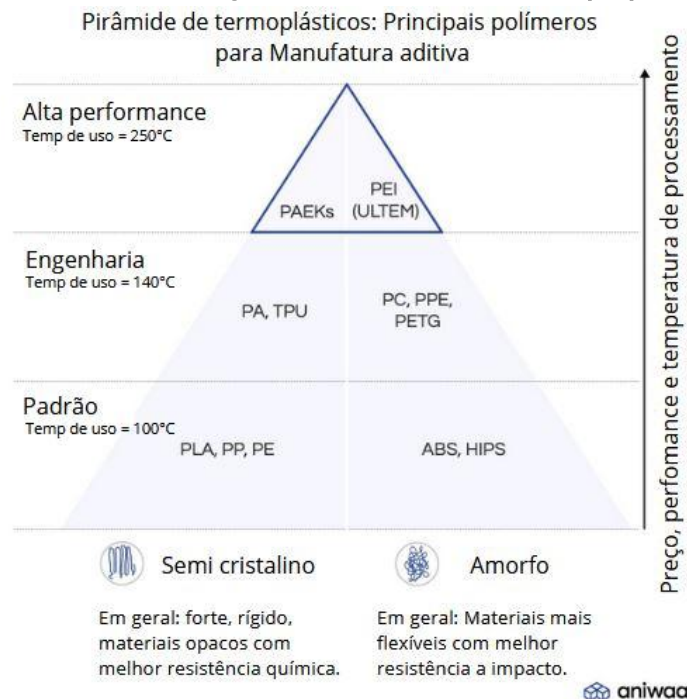 Pirâmide de termoplásticos: Principais polímeros
para Manufatura aditiva
Alta performance
Temp de uso = 250°C
PAEKs
PEI
(ULTEM)
Engenharia
Temp de uso = 140°C
PA, TPU
PC, PPE,
PETG
Padrão
Temp de uso = 100°C
PLA, PP, PE
ABS, HIPS
Preço, perfomance e temperatura de processamento
Semi cristalino
Em geral: forte, rígido,
materiais opacos com
melhor resistência química.
Amorfo
Em geral: Materiais mais
flexíveis com melhor
resistência a impacto.
aniwaa